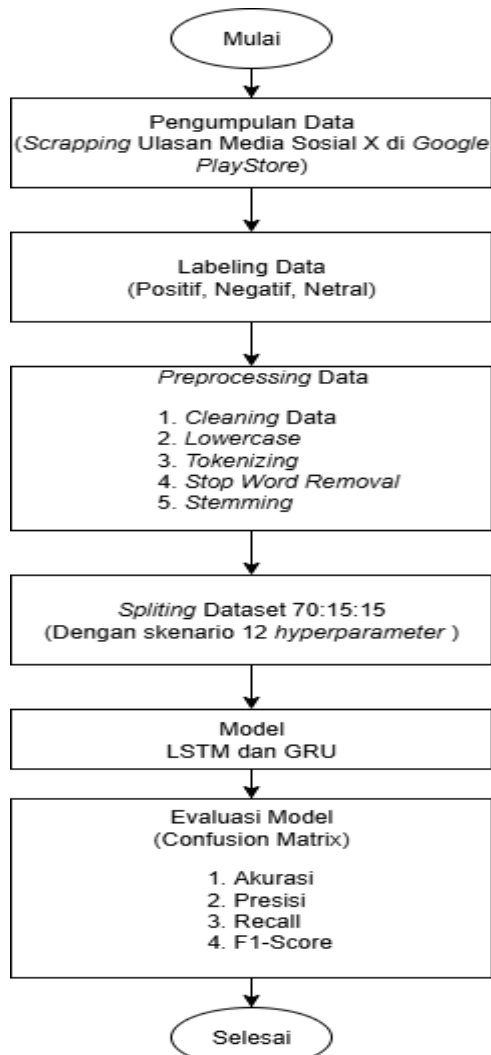 Mulai
Pengumpulan Data
(Scrapping Ulasan Media Sosial X di Google
PlayStore)
Labeling Data
(Positif, Negatif, Netral)
Preprocessing Data
1. Cleaning Data
2. Lowercase
3. Tokenizing
4. Stop Word Removal
5. Stemming
Spliting Dataset 70:15:15
(Dengan skenario 12 hyperparameter )
Model
LSTM dan GRU
Evaluasi Model
(Confusion Matrix)
1. Akurasi
2. Presisi
3. Recall
4. F1-Score
Selesai